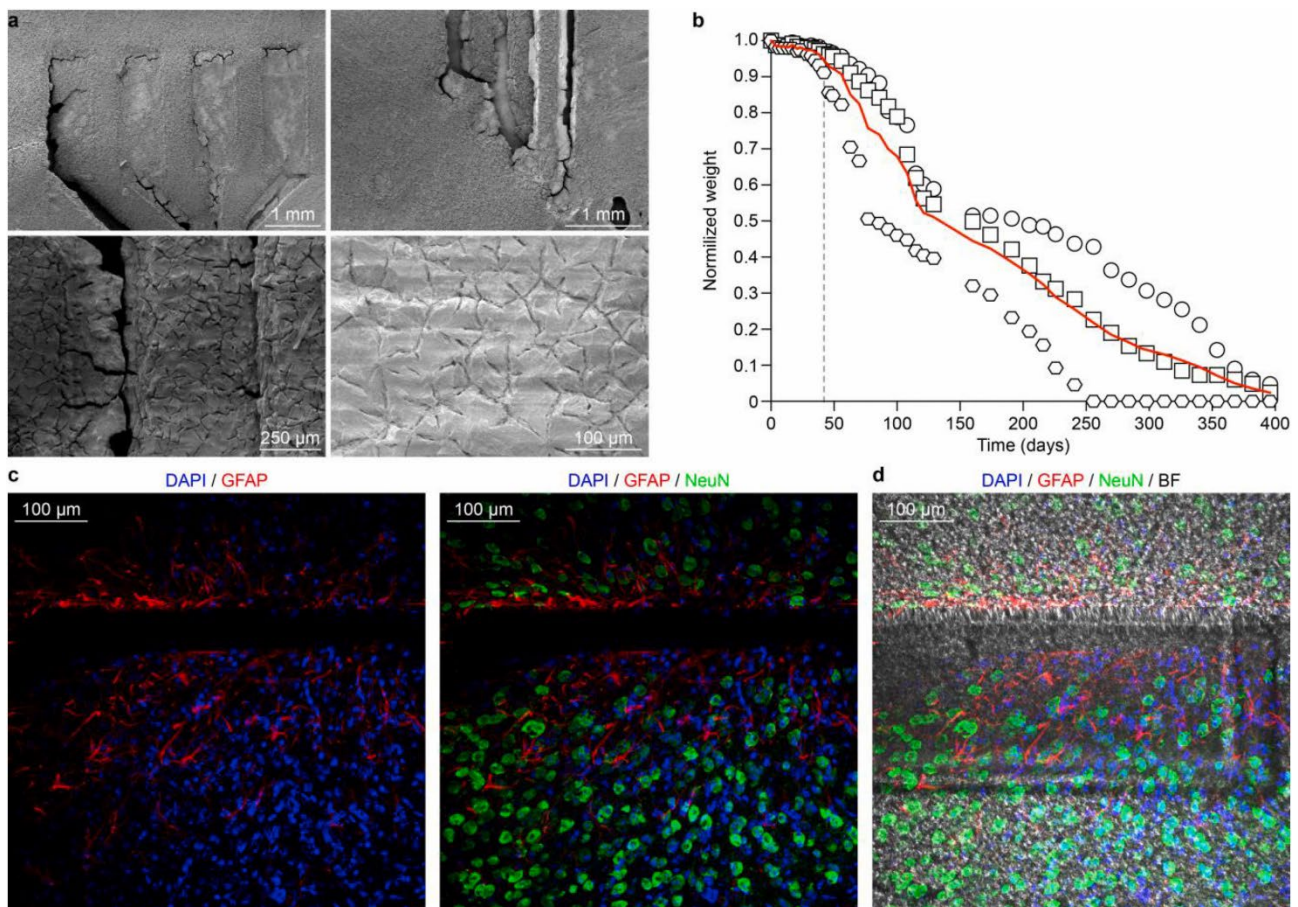 a
1 mm
1 mm
250 µm
100 µm
b
Normilized weight
1.0
0.9
0.8
0.7
0.6
0.5
0.4
0.3
0.2
0.1
0
0 50 100 150 200 250 300 350 400
Time (days)
c
DAPI / GFAP
DAPI / GFAP / NeuN
100 µm
100 µm
d
DAPI / GFAP / NeuN / BF
100 µm